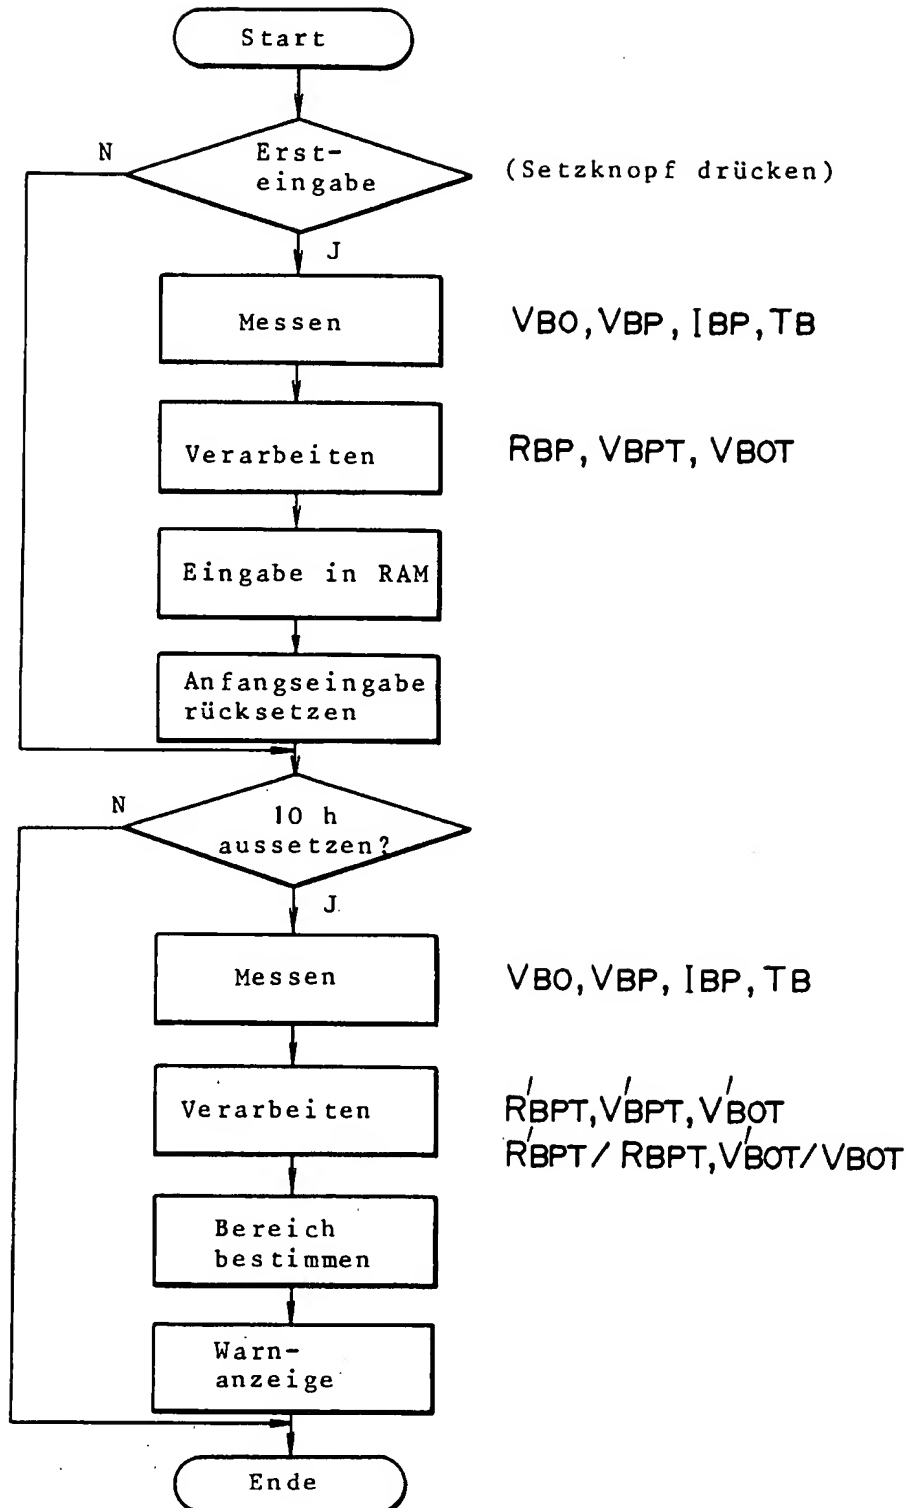 Start
N
Erst-
eingabe
(Setzknopf drücken)
J
Messen
VBO, VBP, IBP, TB
Verarbeiten
RBP, VBPT, VBOT
Eingabe in RAM
Anfangseingabe
rücksetzen
N
10 h
aussetzen?
J
Messen
VBO, VBP, IBP, TB
Verarbeiten
R'BPT, V'BPT, V'BOT
R'BPT / RBPT, V'BOT / VBOT
Bereich
bestimmen
Warn-
anzeige
Ende